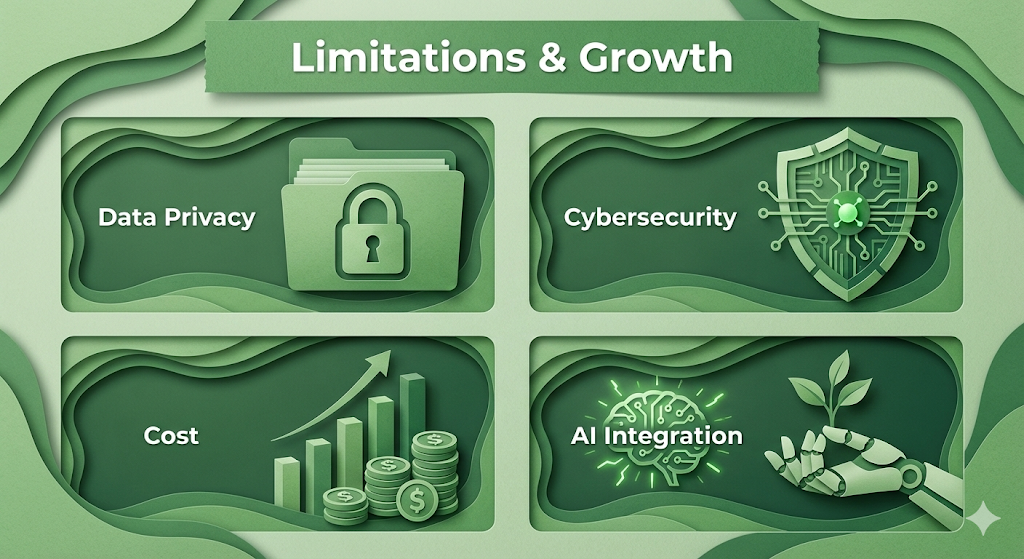 Limitations & Growth
Data Privacy
Cybersecurity
Cost
$
$
$
$
AI Integration